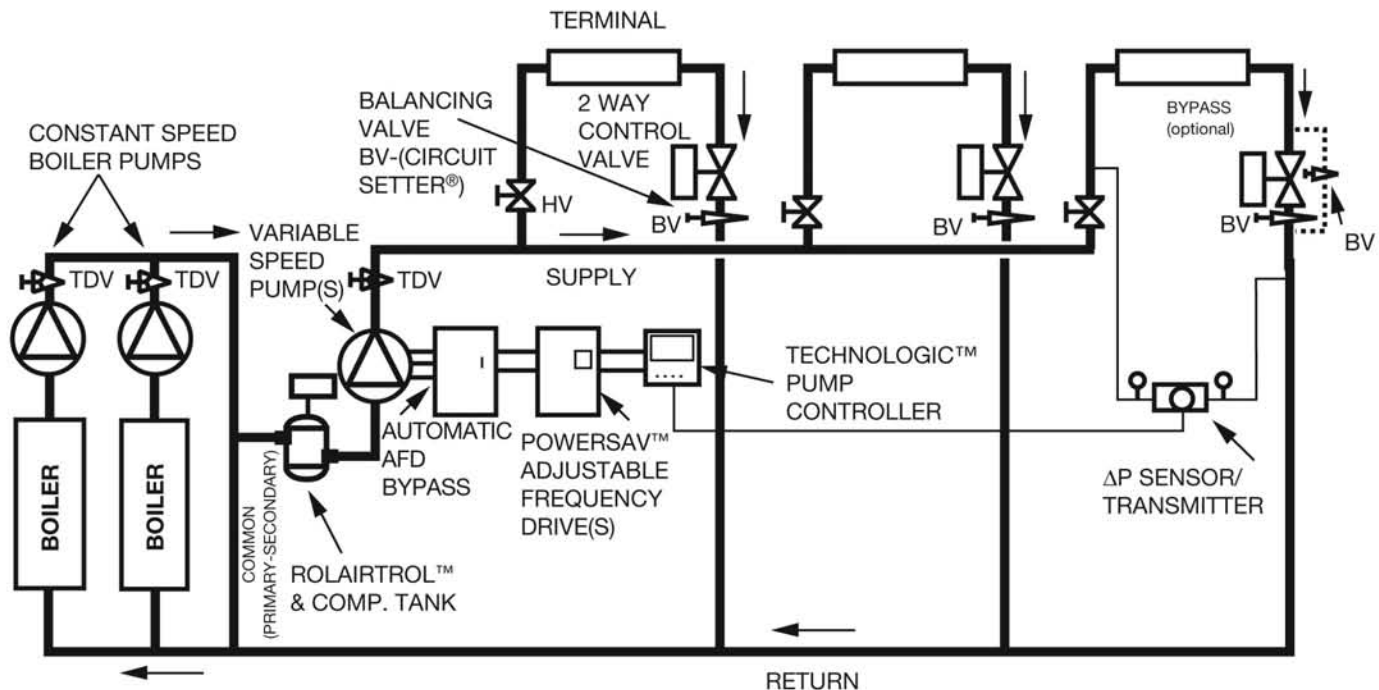 TERMINAL
BALANCING
VALVE
BV-(CIRCUIT
SETTER®)
2 WAY
CONTROL
VALVE
BYPASS
(optional)
CONSTANT SPEED
BOILER PUMPS
HV
BV
BV
BV
BV
VARIABLE
SPEED
PUMP(S)
TDV
TDV
TDV
SUPPLY
TECHNOLOGIC™
PUMP
CONTROLLER
AUTOMATIC
AFD
BYPASS
POWERSAV™
ADJUSTABLE
FREQUENCY
DRIVE(S)
ΔP SENSOR/
TRANSMITTER
BOILER
BOILER
COMMON
(PRIMARY-SECONDARY)
ROLAIRTROL™
& COMP. TANK
RETURN